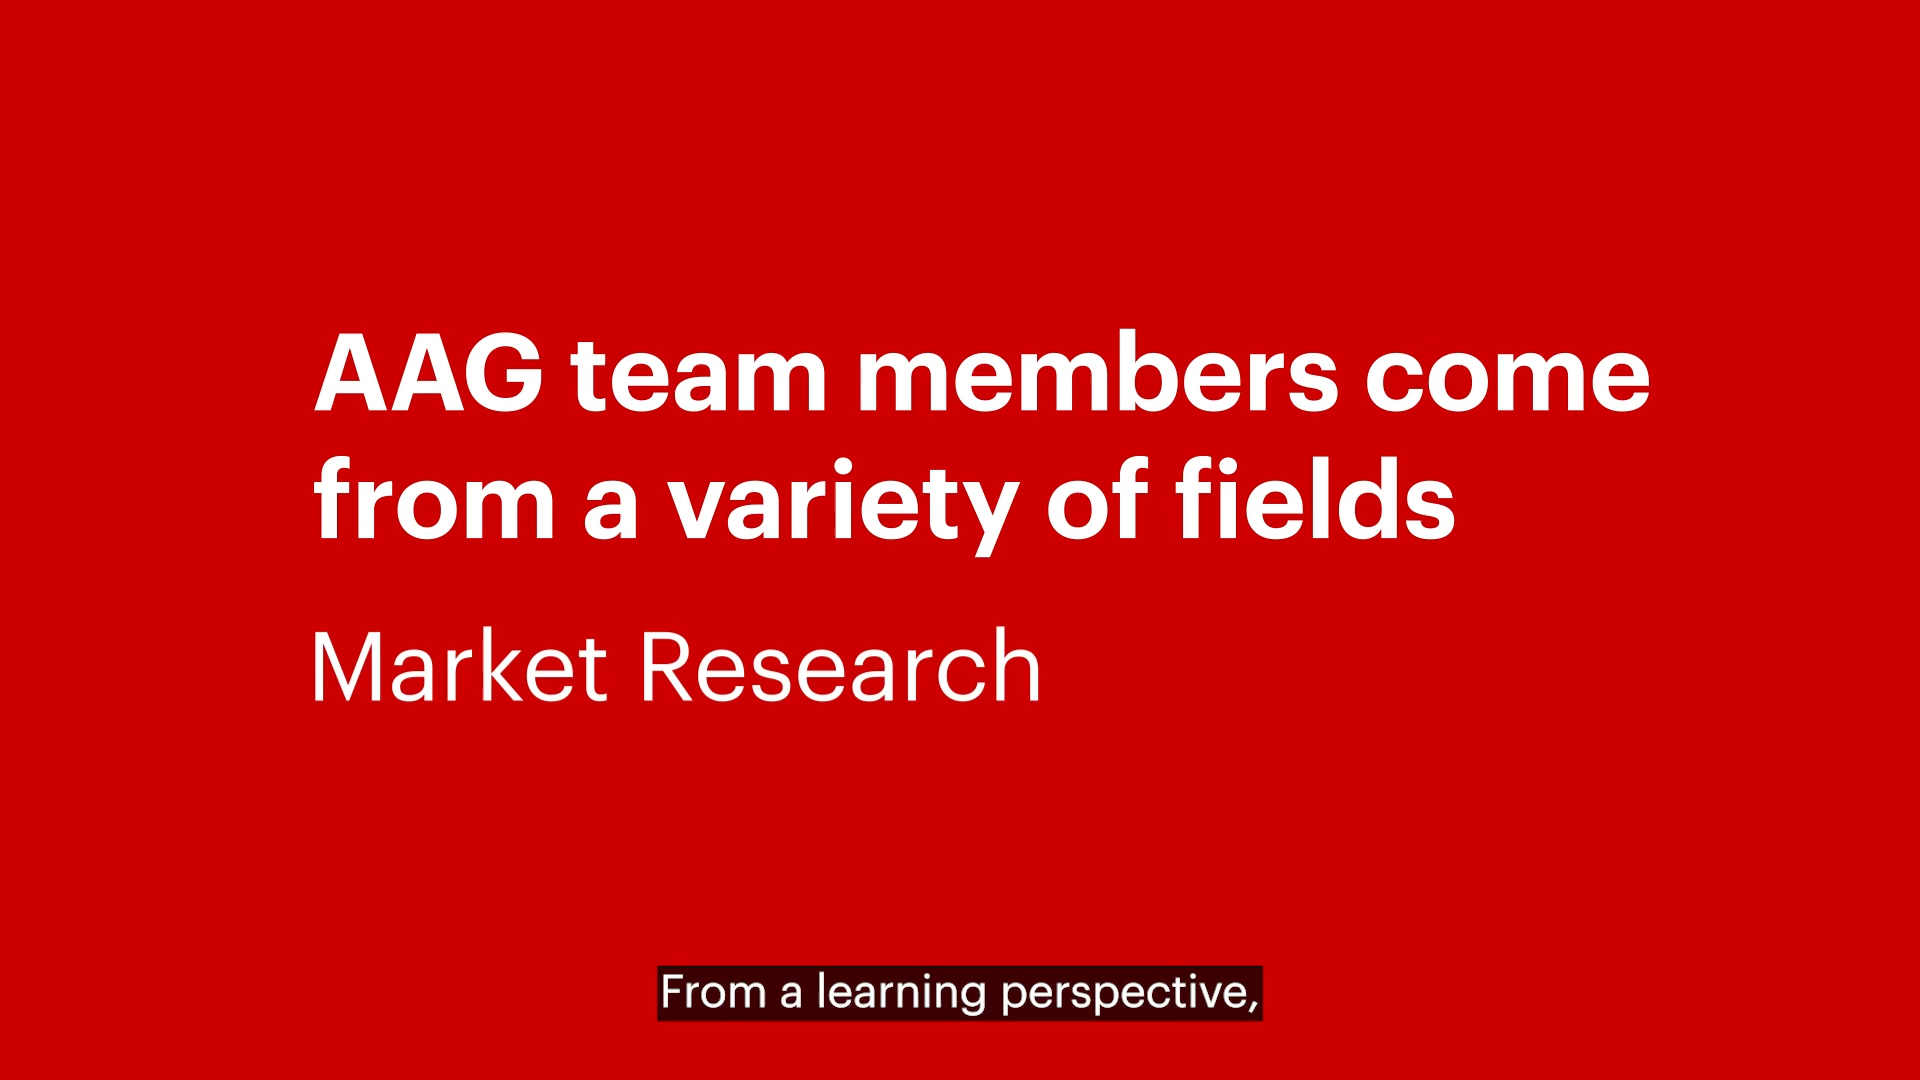 AAG team members come
from a variety of fields
Market Research
From a learning perspective,